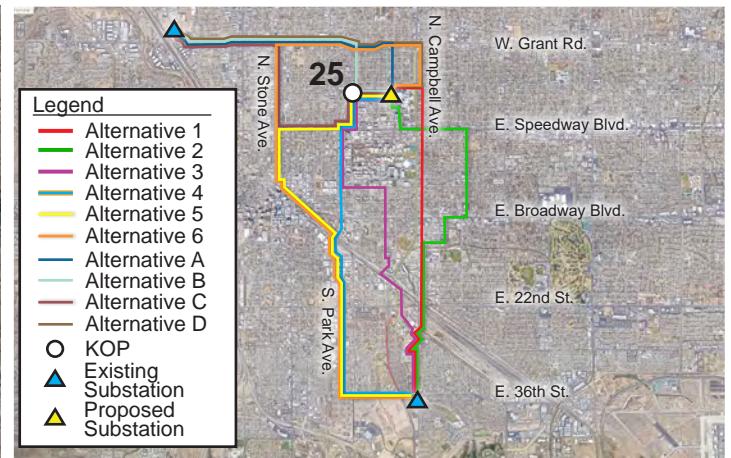 W. Grant Rd.
N. Campbell Ave.
N. Stone Ave.
25
Legend
Alternative 1
Alternative 2
Alternative 3
Alternative 4
Alternative 5
Alternative 6
Alternative A
Alternative B
Alternative C
Alternative D
KOP
Existing
Substation
Proposed
Substation
E. Speedway Blvd.
E. Broadway Blvd.
E. 22nd St.
S. Park Ave.
E. 36th St.